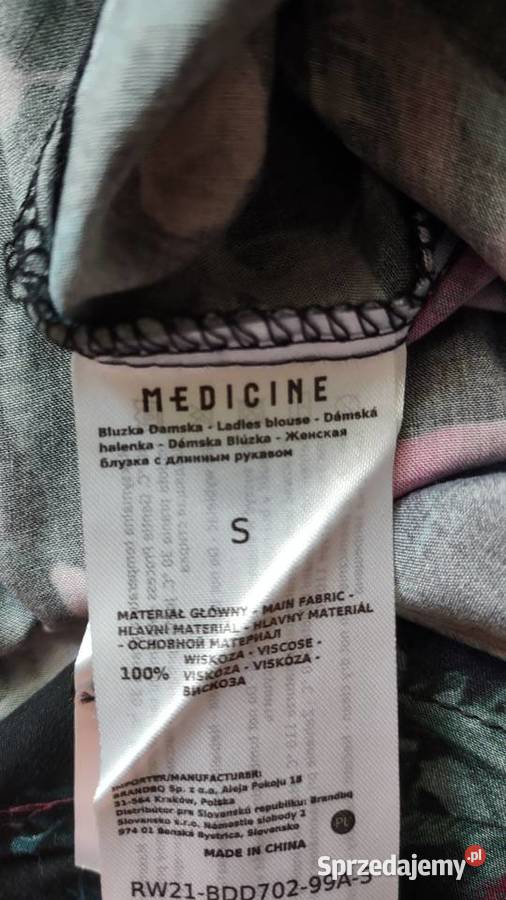 MEDICINE
Bluzka Damska - Ladies blouse - Dámská
halenka - Dámska Blúzka - Женская
блузка с длинным рукавом
S
MATERIAŁ GŁÓWNY - MAIN FABRIC -
HLAVNÍ MATERIÁL - HLAVNÝ MATERIÁL
- ОСНОВНОЙ МАТЕРИАЛ
WISKOZA - VISCOSE -
100% VISKÓZA - VISKÓZA -
ВИСКОЗА
IMPORTER/MANUFACTURER:
BRANDBQ Sp. z o.o, Aleja Pokoju 18
31-564 Kraków, Polska
Distribútor pre Slovenskú republiku: Brandbq
Slovensko s.r.o. Námestie slobody 2
974 01 Banská Bystrica, Slovensko
PL
MADE IN CHINA
RW21-BDD702-99A-S
Sprzedajemy.pl